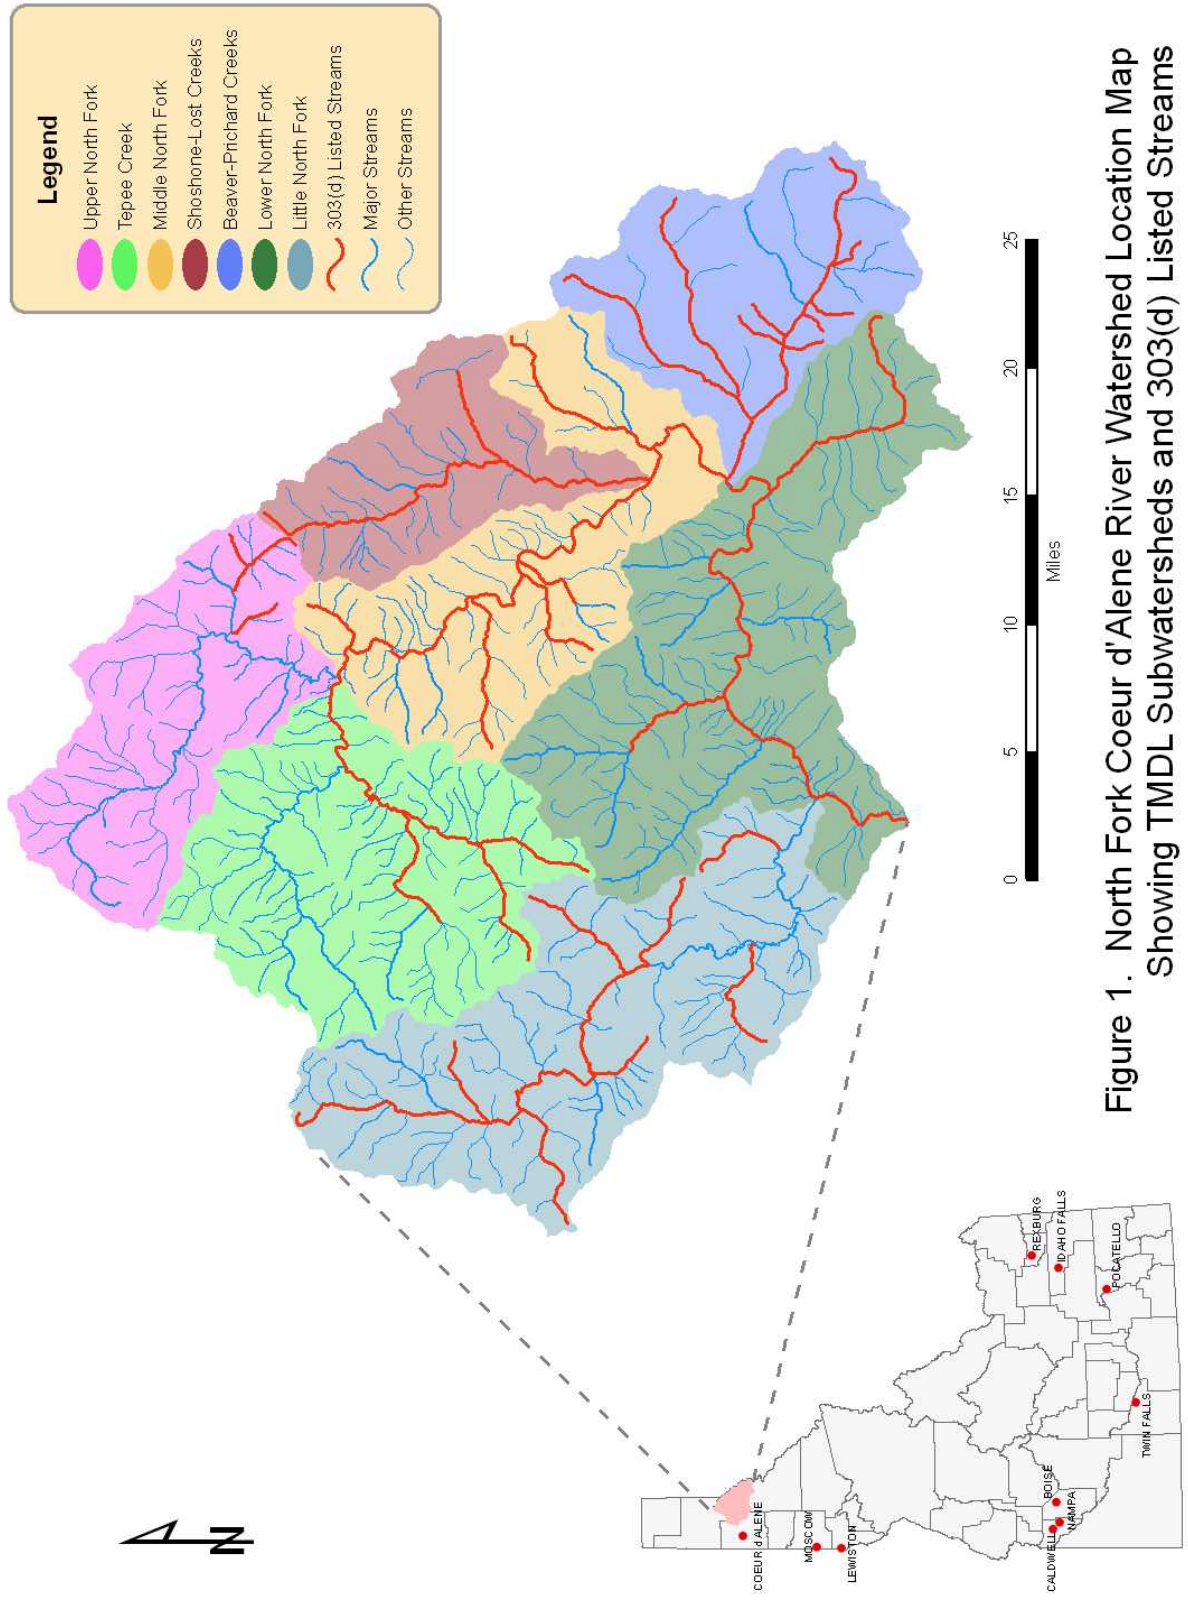 Legend
Upper North Fork
Tepee Creek
Middle North Fork
Shoshone-Lost Creeks
Beaver-Prichard Creeks
Lower North Fork
Little North Fork
303(d) Listed Streams
Major Streams
Other Streams
N
COEUR d ALENE
MOSCOW
LEWISTON
CALDWELL
BOISE
NAMPA
TWIN FALLS
REXBURG
IDAHO FALLS
POCATELLO
0 5 10 15 20 25
Miles
Figure 1. North Fork Coeur d'Alene River Watershed Location Map
Showing TMDL Subwatersheds and 303(d) Listed Streams